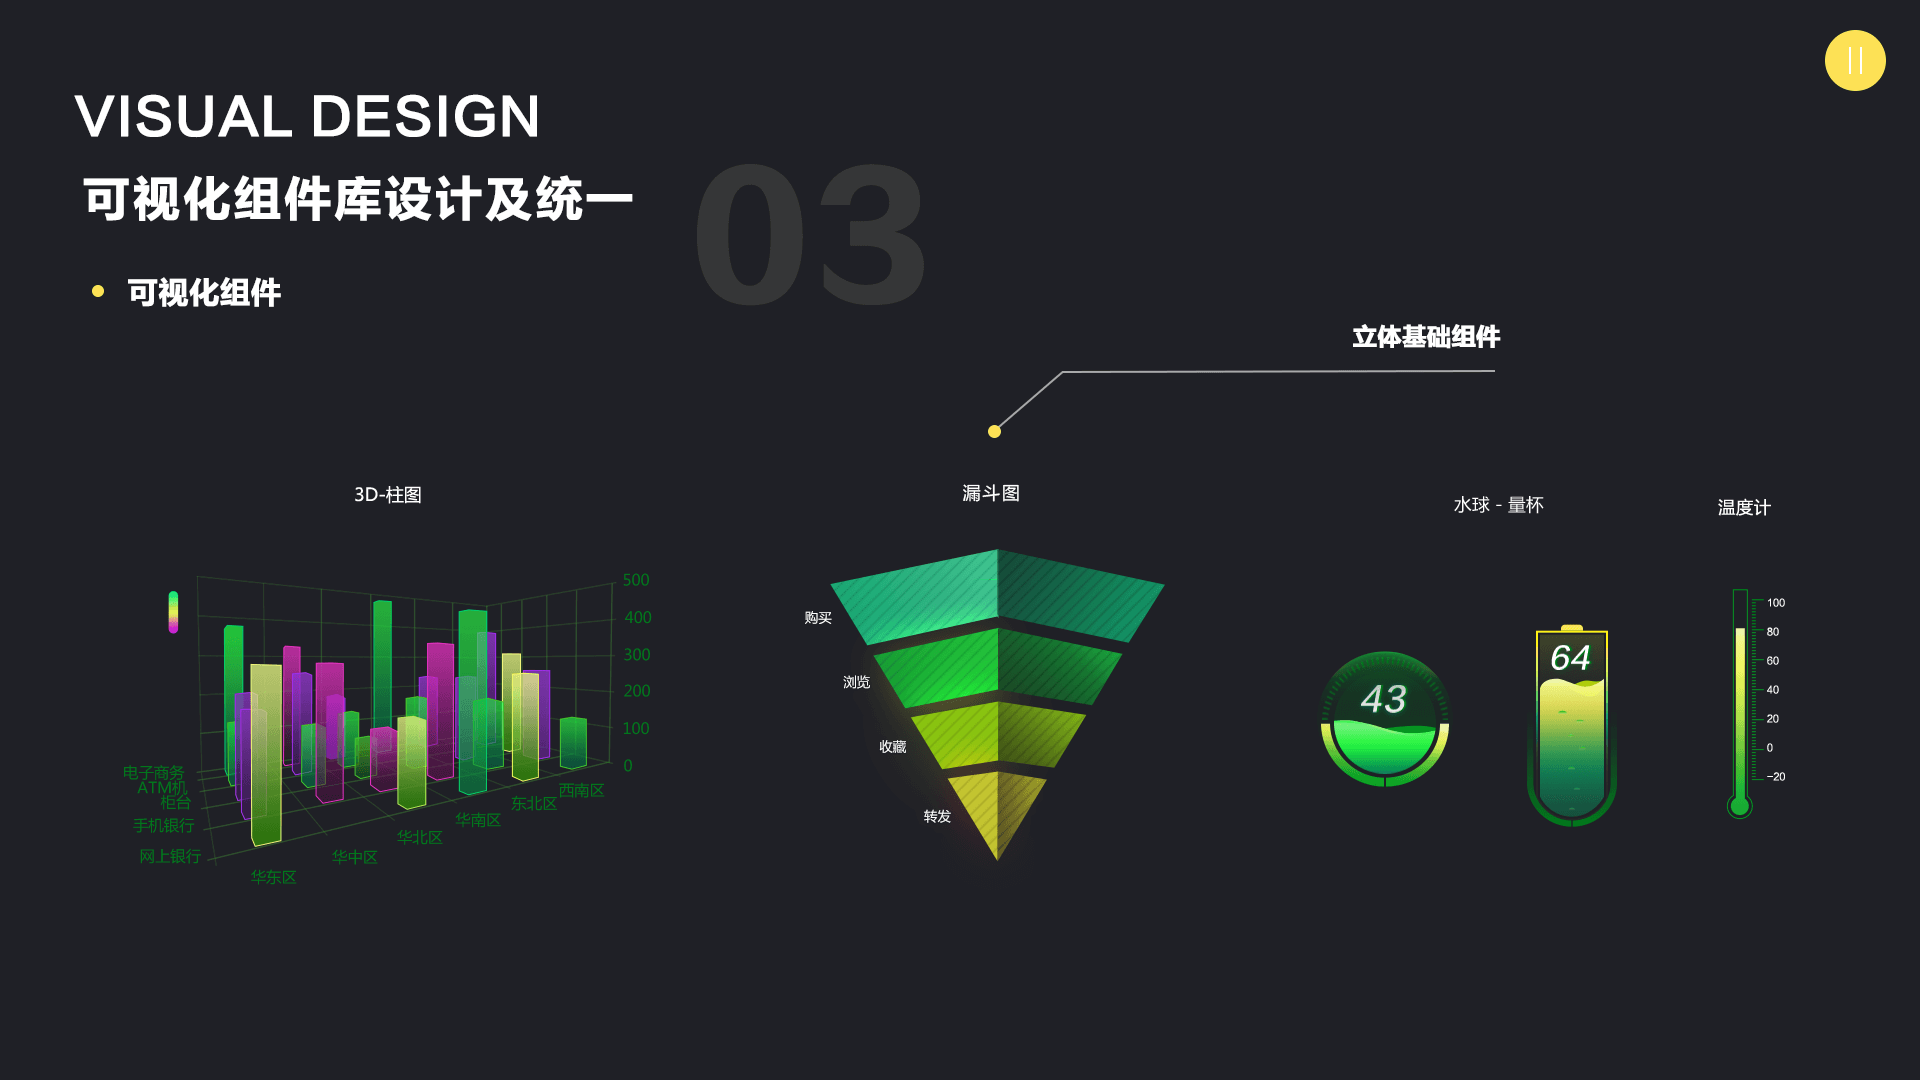 VISUAL DESIGN
可视化组件库设计及统一
03
可视化组件
立体基础组件
3D-柱图
漏斗图
水球 - 量杯
温度计
500
400
300
200
100
0
电子商务
ATM机
柜台
手机银行
网上银行
华东区
华中区
华北区
华南区
东北区
西南区
购买
浏览
收藏
转发
43
64
100
80
60
40
20
0
-20